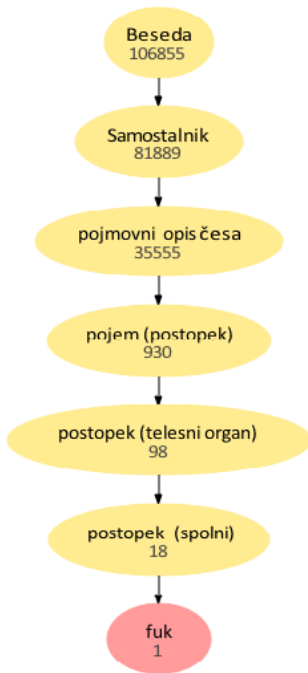 Beseda
106855
Samostalnik
81889
pojmovni opis česa
35555
pojem (postopek)
930
postopek (telesni organ)
98
postopek (spolni)
18
fuk
1